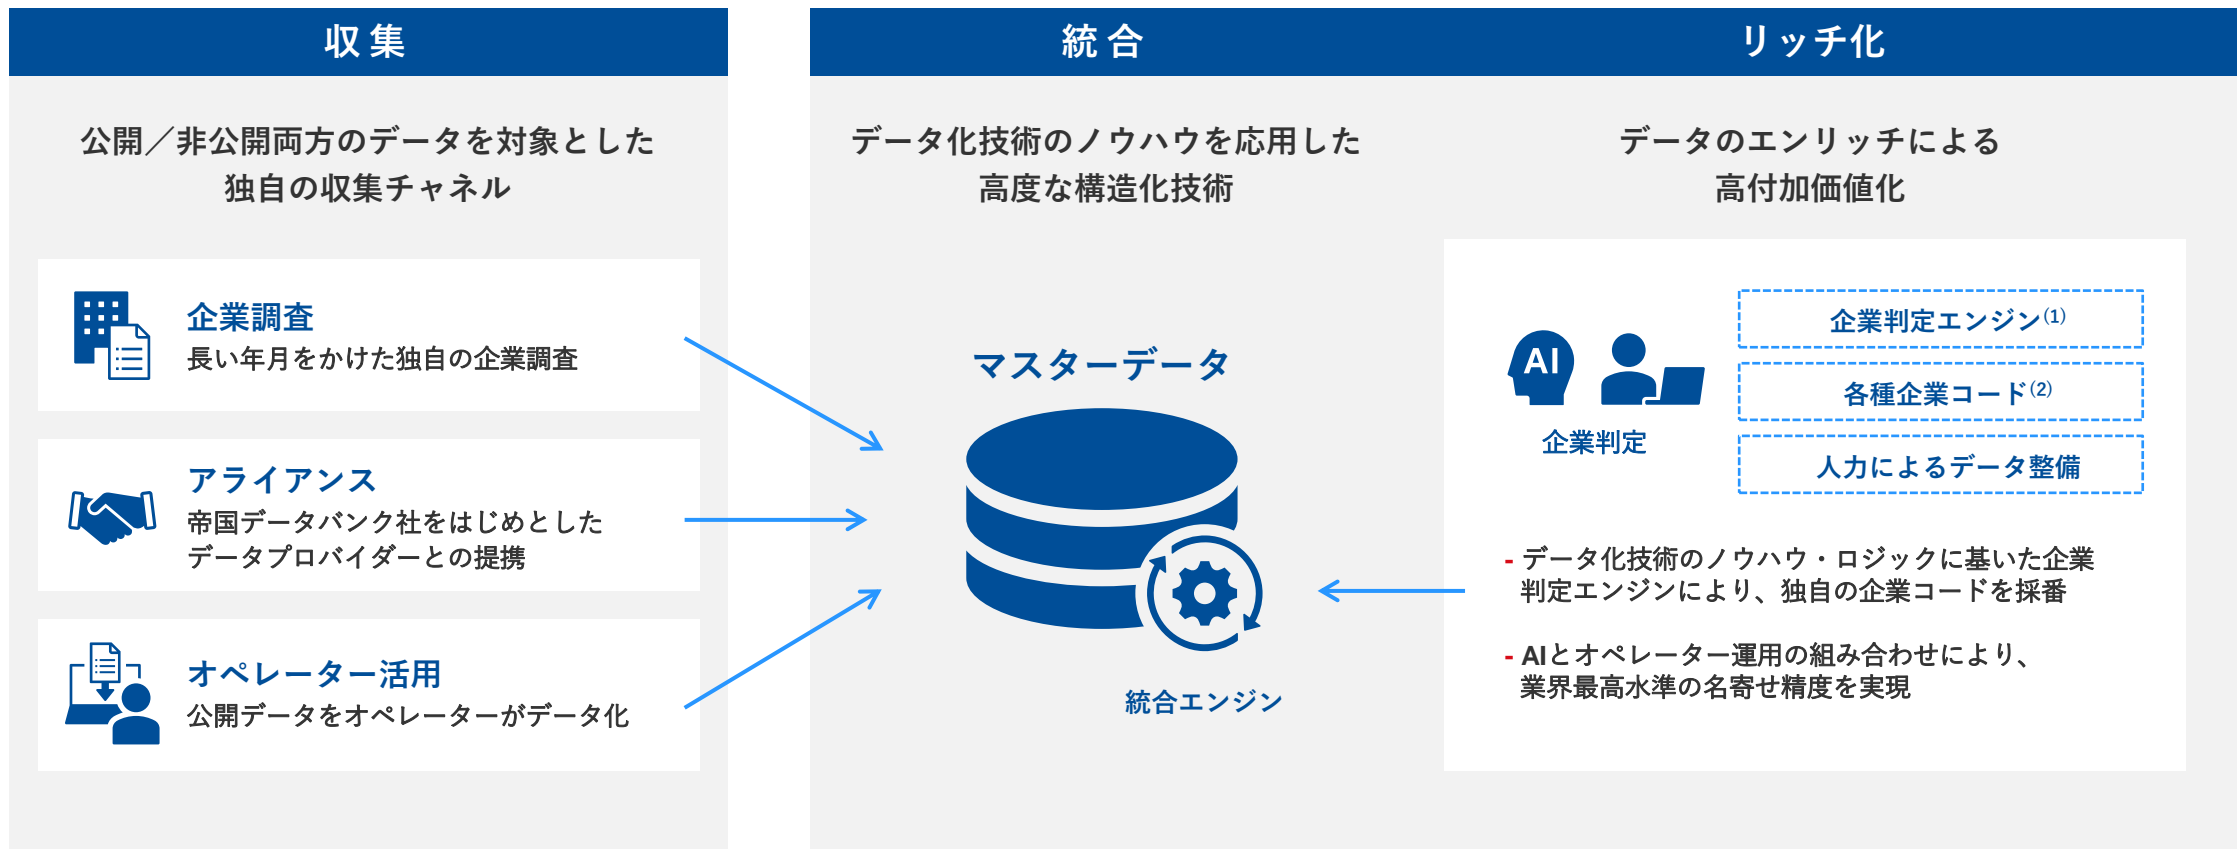 収集
公開／非公開両方のデータを対象とした
独自の収集チャネル
企業調査
長い年月をかけた独自の企業調査
アライアンス
帝国データバンク社をはじめとした
データプロバイダーとの提携
オペレーター活用
公開データをオペレーターがデータ化
統合
データ化技術のノウハウを応用した
高度な構造化技術
マスターデータ
統合エンジン
リッチ化
データのエンリッチによる
高付加価値化
AI
企業判定
企業判定エンジン(1)
各種企業コード(2)
人力によるデータ整備
- データ化技術のノウハウ・ロジックに基いた企業
判定エンジンにより、独自の企業コードを採番
- AIとオペレーター運用の組み合わせにより、
業界最高水準の名寄せ精度を実現